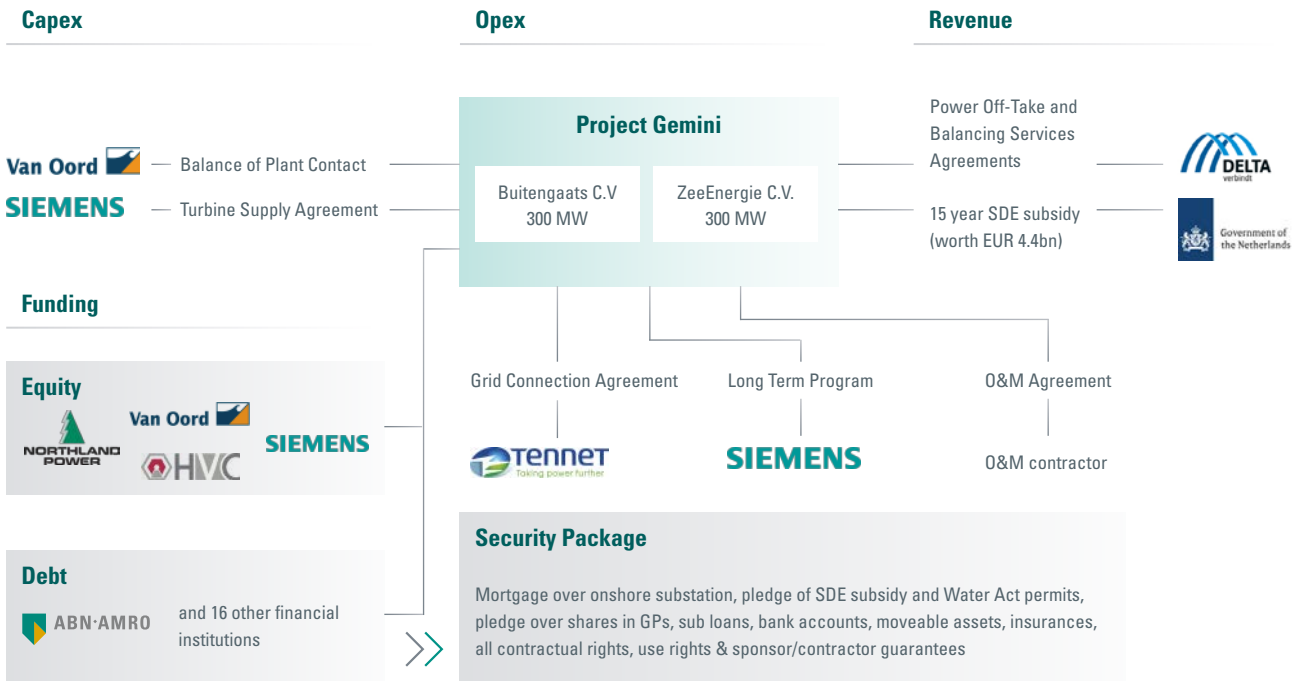 Capex
Opex
Revenue
Van Oord
Balance of Plant Contact
SIEMENS
Turbine Supply Agreement
Project Gemini
Buitengaats C.V
300 MW
ZeeEnergie C.V.
300 MW
Power Off-Take and
Balancing Services
Agreements
DELTA
verbindt
15 year SDE subsidy
(worth EUR 4.4bn)
Government of
the Netherlands
Funding
Equity
NORTHLAND
POWER
Van Oord
HVC
SIEMENS
Grid Connection Agreement
TENNET
Taking power further
Long Term Program
SIEMENS
O&M Agreement
O&M contractor
Debt
ABN·AMRO
and 16 other financial
institutions
Security Package
Mortgage over onshore substation, pledge of SDE subsidy and Water Act permits,
pledge over shares in GPs, sub loans, bank accounts, moveable assets, insurances,
all contractual rights, use rights & sponsor/contractor guarantees